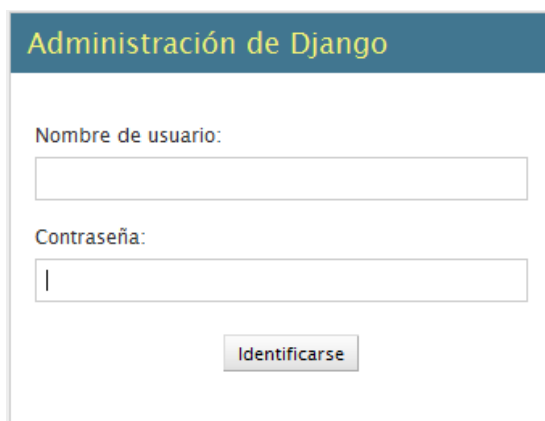 Administración de Django
Nombre de usuario:
Contraseña:
Identificarse